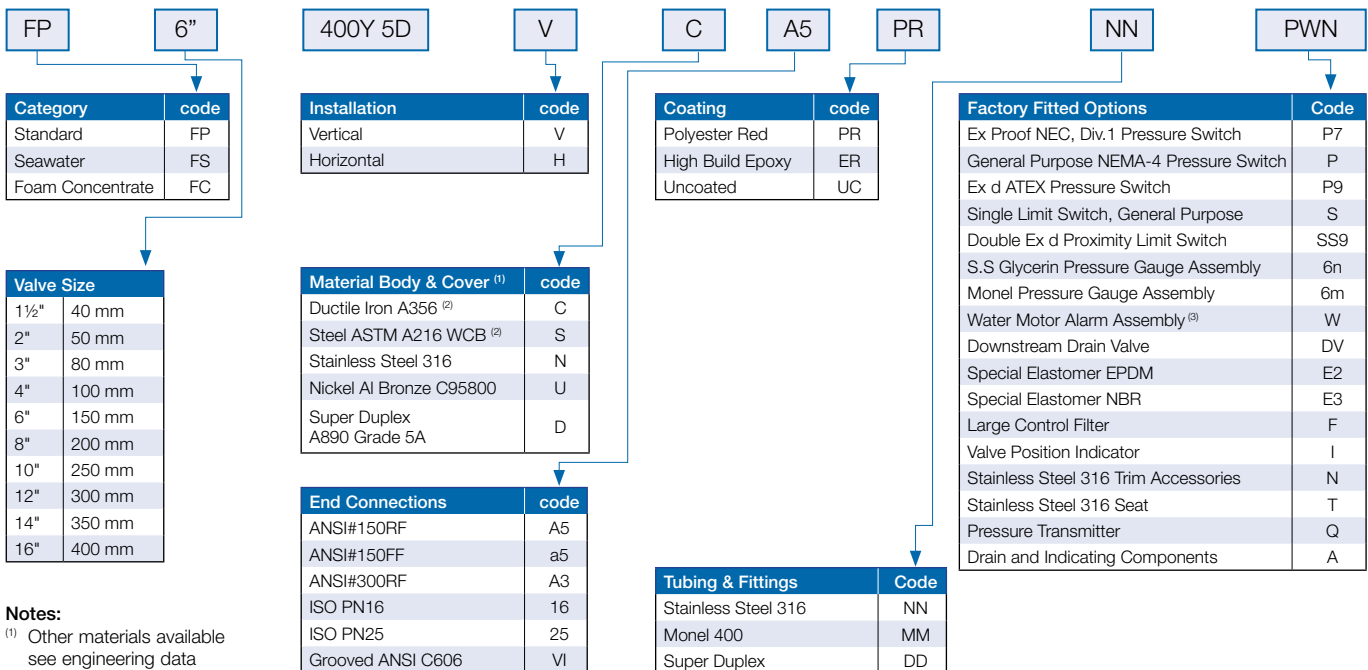 FP 6” 400Y 5D V C A5 PR NN PWN
Category code
Standard FP
Seawater FS
Foam Concentrate FC
Valve Size
1½" 40 mm
2" 50 mm
3" 80 mm
4" 100 mm
6" 150 mm
8" 200 mm
10" 250 mm
12" 300 mm
14" 350 mm
16" 400 mm
Notes:
(1) Other materials available
see engineering data
Installation code
Vertical V
Horizontal H
Material Body & Cover (1) code
Ductile Iron A356 (2) C
Steel ASTM A216 WCB (2) S
Stainless Steel 316 N
Nickel Al Bronze C95800 U
Super Duplex
A890 Grade 5A D
End Connections code
ANSI#150RF A5
ANSI#150FF a5
ANSI#300RF A3
ISO PN16 16
ISO PN25 25
Grooved ANSI C606 VI
Coating code
Polyester Red PR
High Build Epoxy ER
Uncoated UC
Tubing & Fittings Code
Stainless Steel 316 NN
Monel 400 MM
Super Duplex DD
Factory Fitted Options Code
Ex Proof NEC, Div.1 Pressure Switch P7
General Purpose NEMA-4 Pressure Switch P
Ex d ATEX Pressure Switch P9
Single Limit Switch, General Purpose S
Double Ex d Proximity Limit Switch SS9
S.S Glycerin Pressure Gauge Assembly 6n
Monel Pressure Gauge Assembly 6m
Water Motor Alarm Assembly (3) W
Downstream Drain Valve DV
Special Elastomer EPDM E2
Special Elastomer NBR E3
Large Control Filter F
Valve Position Indicator I
Stainless Steel 316 Trim Accessories N
Stainless Steel 316 Seat T
Pressure Transmitter Q
Drain and Indicating Components A